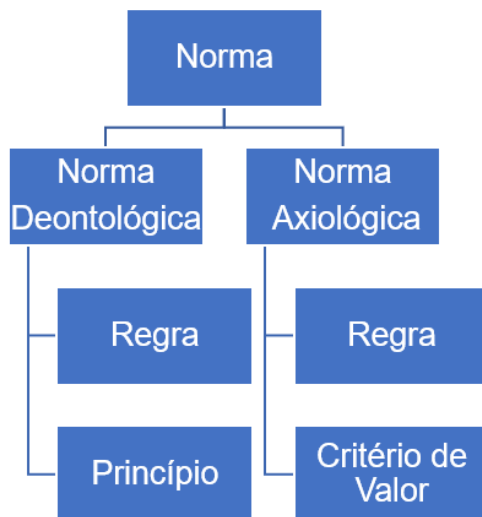 Norma
Norma
Deontológica
Norma
Axiológica
Regra
Regra
Princípio
Critério de
Valor